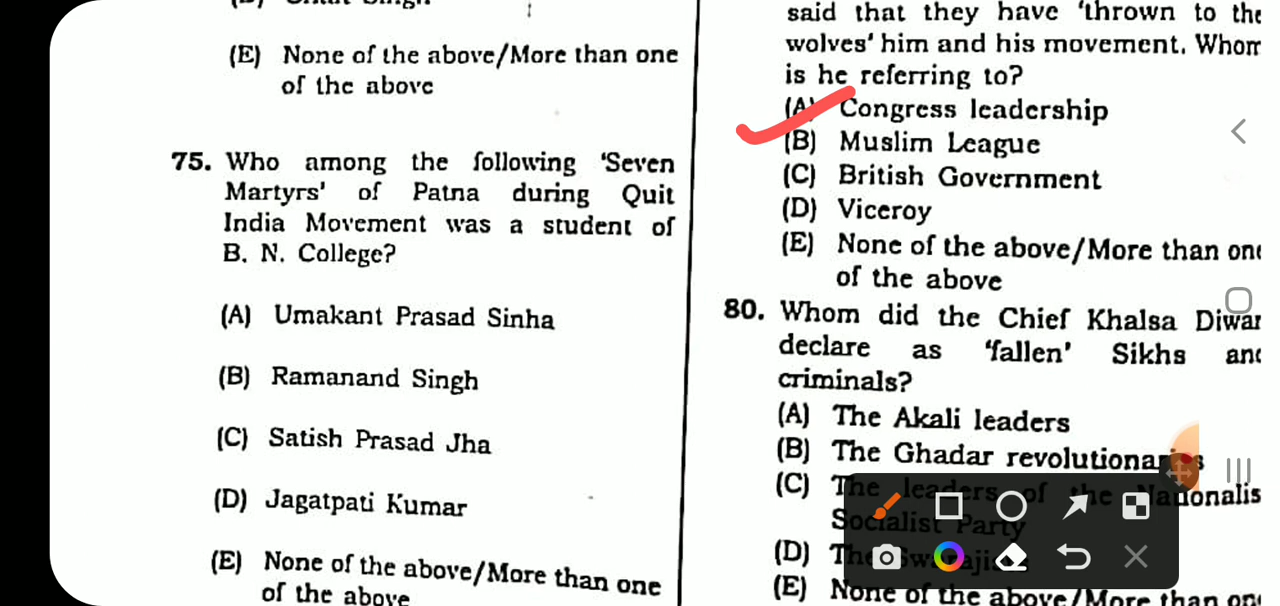 (E) None of the above/More than one
of the above
75. Who among the following 'Seven
Martyrs' of Patna during Quit
India Movement was a student of
B. N. College?
(A) Umakant Prasad Sinha
(B) Ramanand Singh
(C) Satish Prasad Jha
(D) Jagatpati Kumar
(E) None of the above/More than one
of the above
said that they have 'thrown to the
wolves' him and his movement. Whom
is he referring to?
(A) Congress leadership
(B) Muslim League
(C) British Government
(D) Viceroy
(E) None of the above/More than one
of the above
80. Whom did the Chief Khalsa Diwan
declare as 'fallen' Sikhs and
criminals?
(A) The Akali leaders
(B) The Ghadar revolutionaries
(C) The leaders of the Nationalis
Socialist Party
(D) The Swarajis
(E) None of the above/More than one